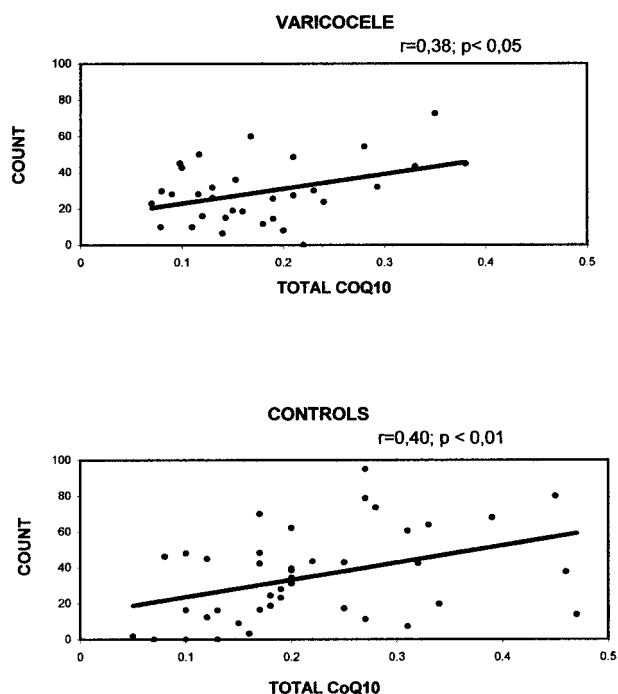 VARICOCELE
r=0,38; p< 0,05
100
80
60
40
20
0
COUNT
0 0.1 0.2 0.3 0.4 0.5
TOTAL COQ10
CONTROLS
r=0,40; p < 0,01
100
80
60
40
20
0
COUNT
0 0.1 0.2 0.3 0.4 0.5
TOTAL CoQ10